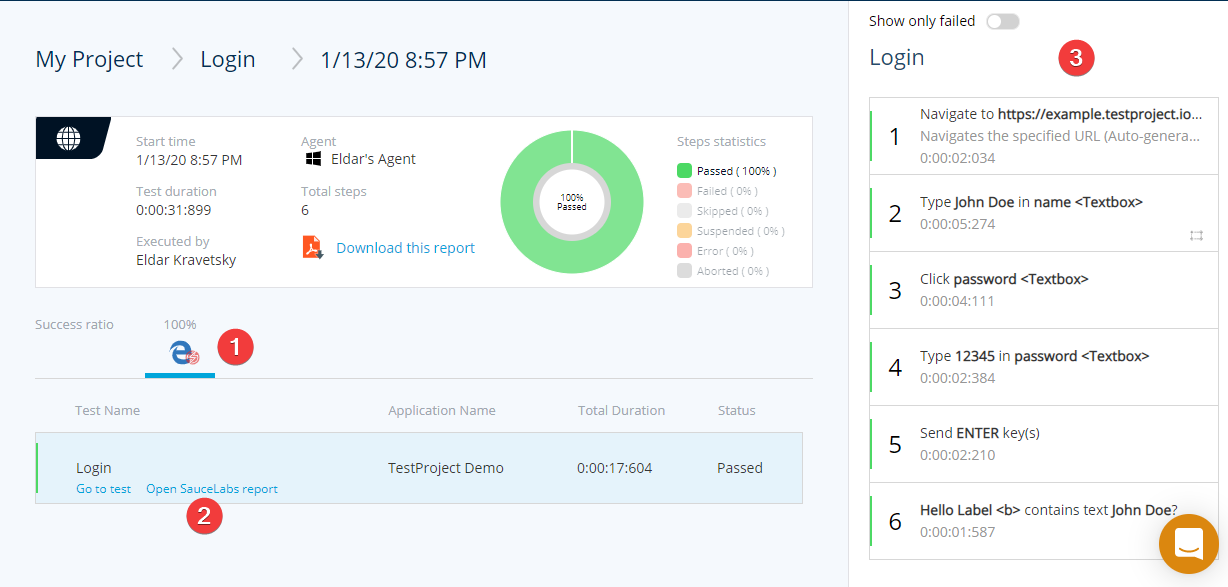 My Project
Login
1/13/20 8:57 PM
Start time
1/13/20 8:57 PM
Test duration
0:00:31:899
Executed by
Eldar Kravetsky
Agent
Eldar's Agent
Total steps
6
Download this report
100%
Passed
Steps statistics
Passed ( 100% )
Failed ( 0% )
Skipped ( 0% )
Suspended ( 0% )
Error ( 0% )
Aborted ( 0% )
Success ratio
100%
1
Test Name Application Name Total Duration Status
Login TestProject Demo 0:00:17:604 Passed
Go to test Open SauceLabs report
2
Show only failed
Login
3
1
Navigate to https://example.testproject.io...
Navigates the specified URL (Auto-genera...
0:00:02:034
2
Type John Doe in name <Textbox>
0:00:05:274
3
Click password <Textbox>
0:00:04:111
4
Type 12345 in password <Textbox>
0:00:02:384
5
Send ENTER key(s)
0:00:02:210
6
Hello Label <b> contains text John Doe?
0:00:01:587